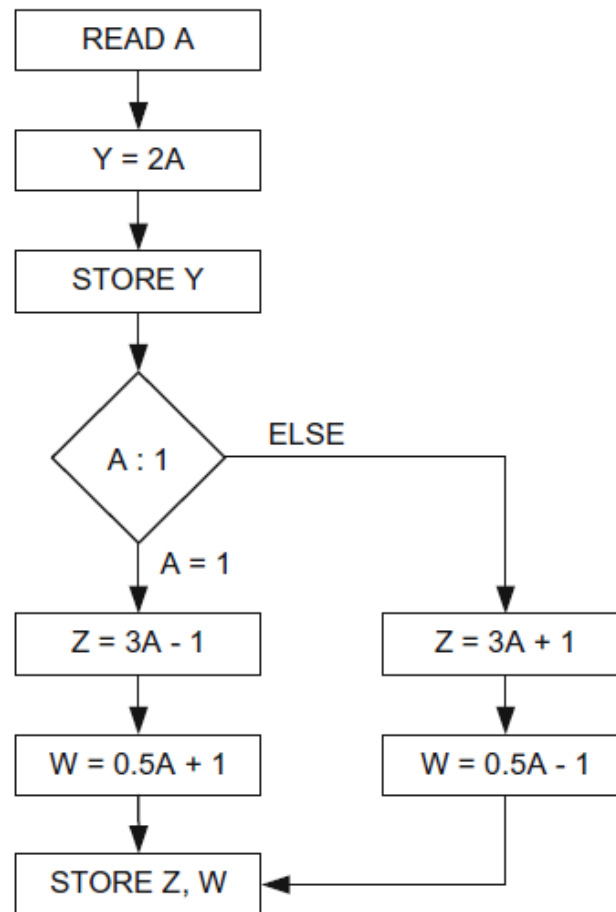 READ A
Y = 2A
STORE Y
A : 1
ELSE
A = 1
Z = 3A - 1
Z = 3A + 1
W = 0.5A + 1
W = 0.5A - 1
STORE Z, W